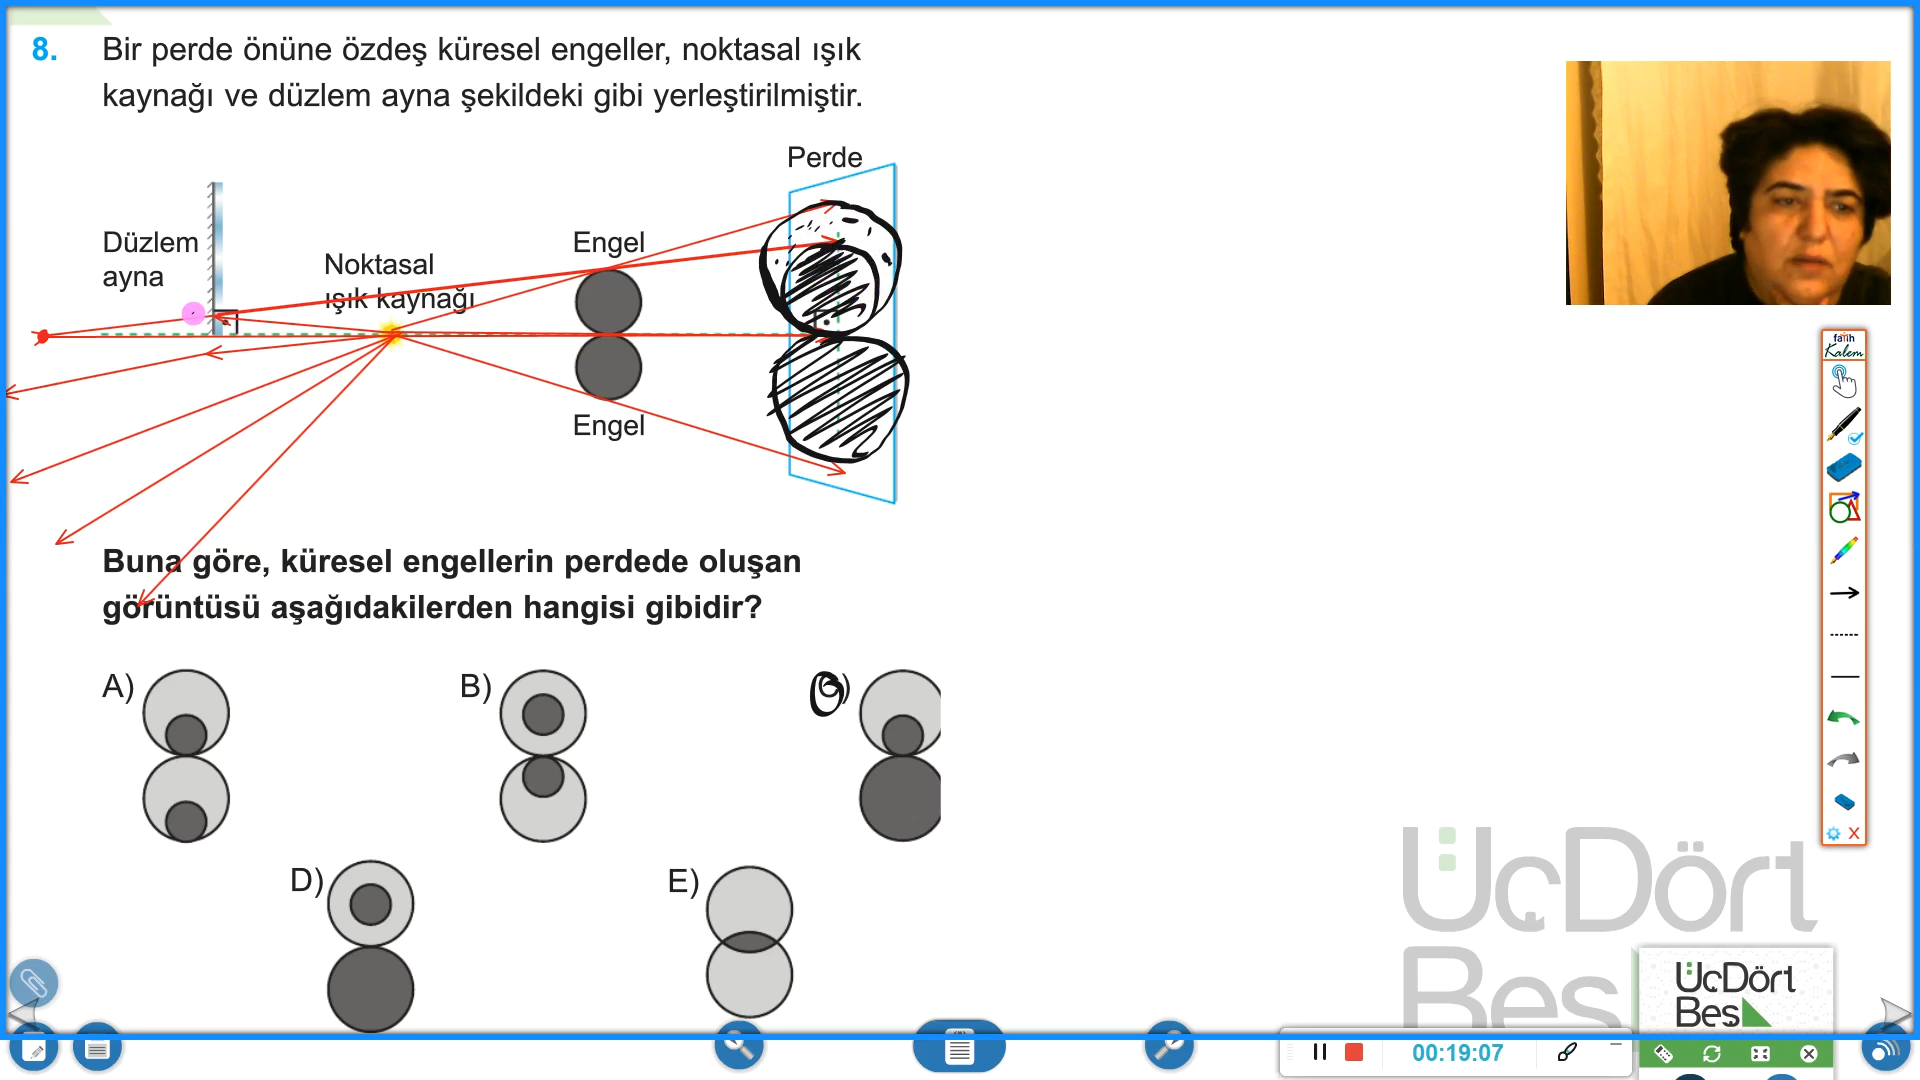 8. Bir perde önüne özdeş küresel engeller, noktasal ışık
kaynağı ve düzlem ayna şekildeki gibi yerleştirilmiştir.
Perde
Düzlem
ayna
Noktasal
ışık kaynağı
Engel
Engel
Buna göre, küresel engellerin perdede oluşan
görüntüsü aşağıdakilerden hangisi gibidir?
A)
B)
C)
D)
E)
fatih
Kalem
X
ÜçDört
Beş
ÜçDört
Beş
00:19:07